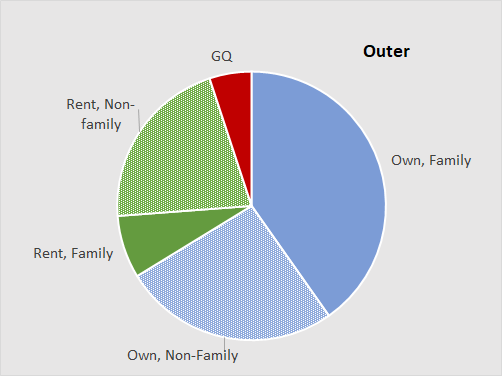 Outer
GQ
Rent, Non-
family
Own, Family
Rent, Family
Own, Non-Family